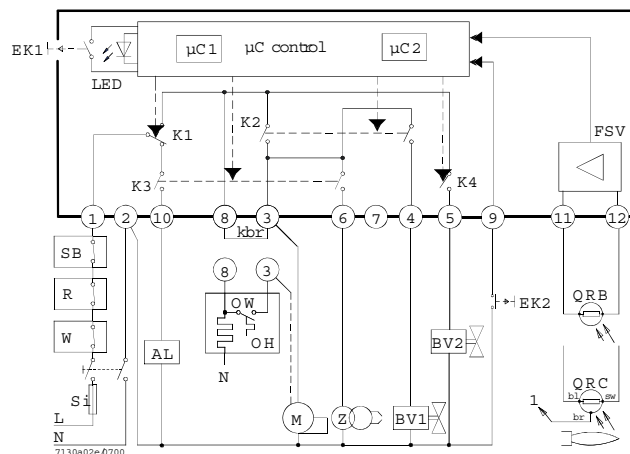 EK1
LED
µC1
µC control
µC2
FSV
K1
K2
K3
K4
1
2
10
8
3
6
7
4
5
9
11
12
kbr
SB
R
W
Si
L
N
AL
8
3
OW
OH
N
M
Z
BV1
BV2
EK2
QRB
QRC
bl
sw
br
1
7130a02e/0700